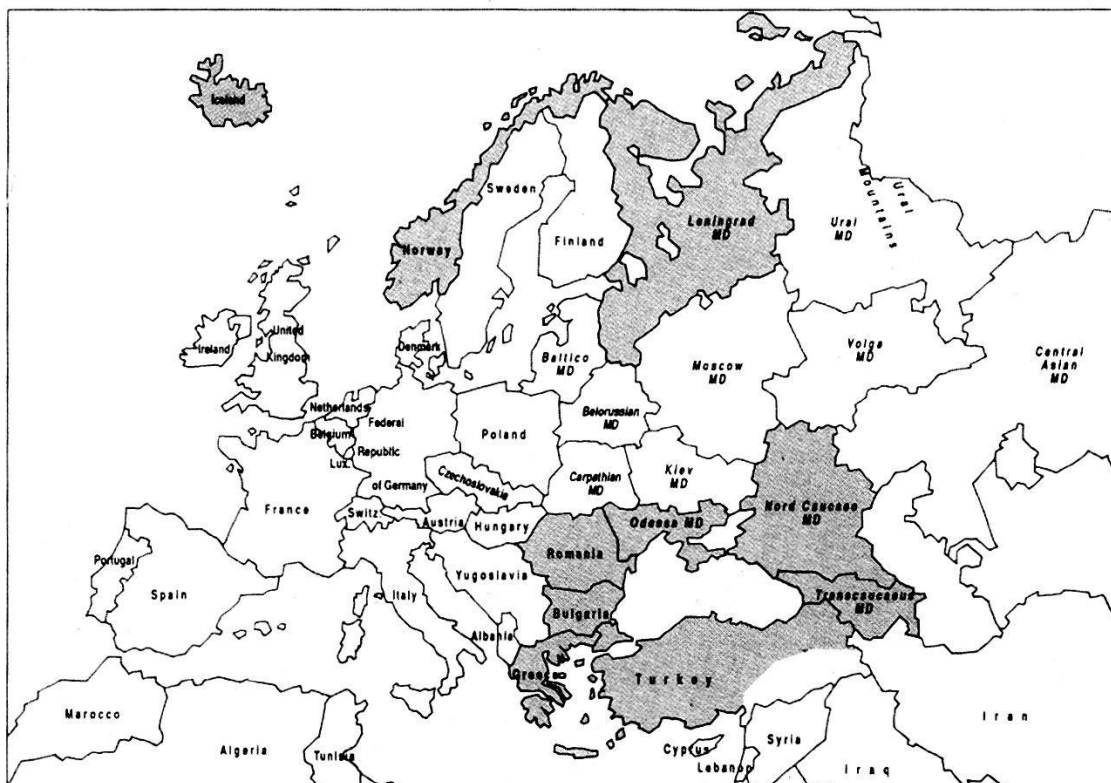 Iceland
Sweden
Finland
Norway
Leningrad
MD
Ural
MD
Ural
Mountains
Ireland
United
Kingdom
Denmark
Baltico
MD
Moscow
MD
Volga
MD
Central
Asian
MD
Netherlands
Belgium
Lux.
Federal
Republic
of Germany
Poland
Belorussian
MD
Czechoslovakie
Carpathian
MD
Kiev
MD
France
Switz.
Austria
Hungary
Odessa MD
Nord Caucase
MD
Romania
Transcaucasus
MD
Portugal
Spain
Italy
Yugoslavia
Bulgaria
Albania
Greece
Turkey
Marocco
Algeria
Tunisia
Cyprus
Lebanon
Syria
Iraq
Iran